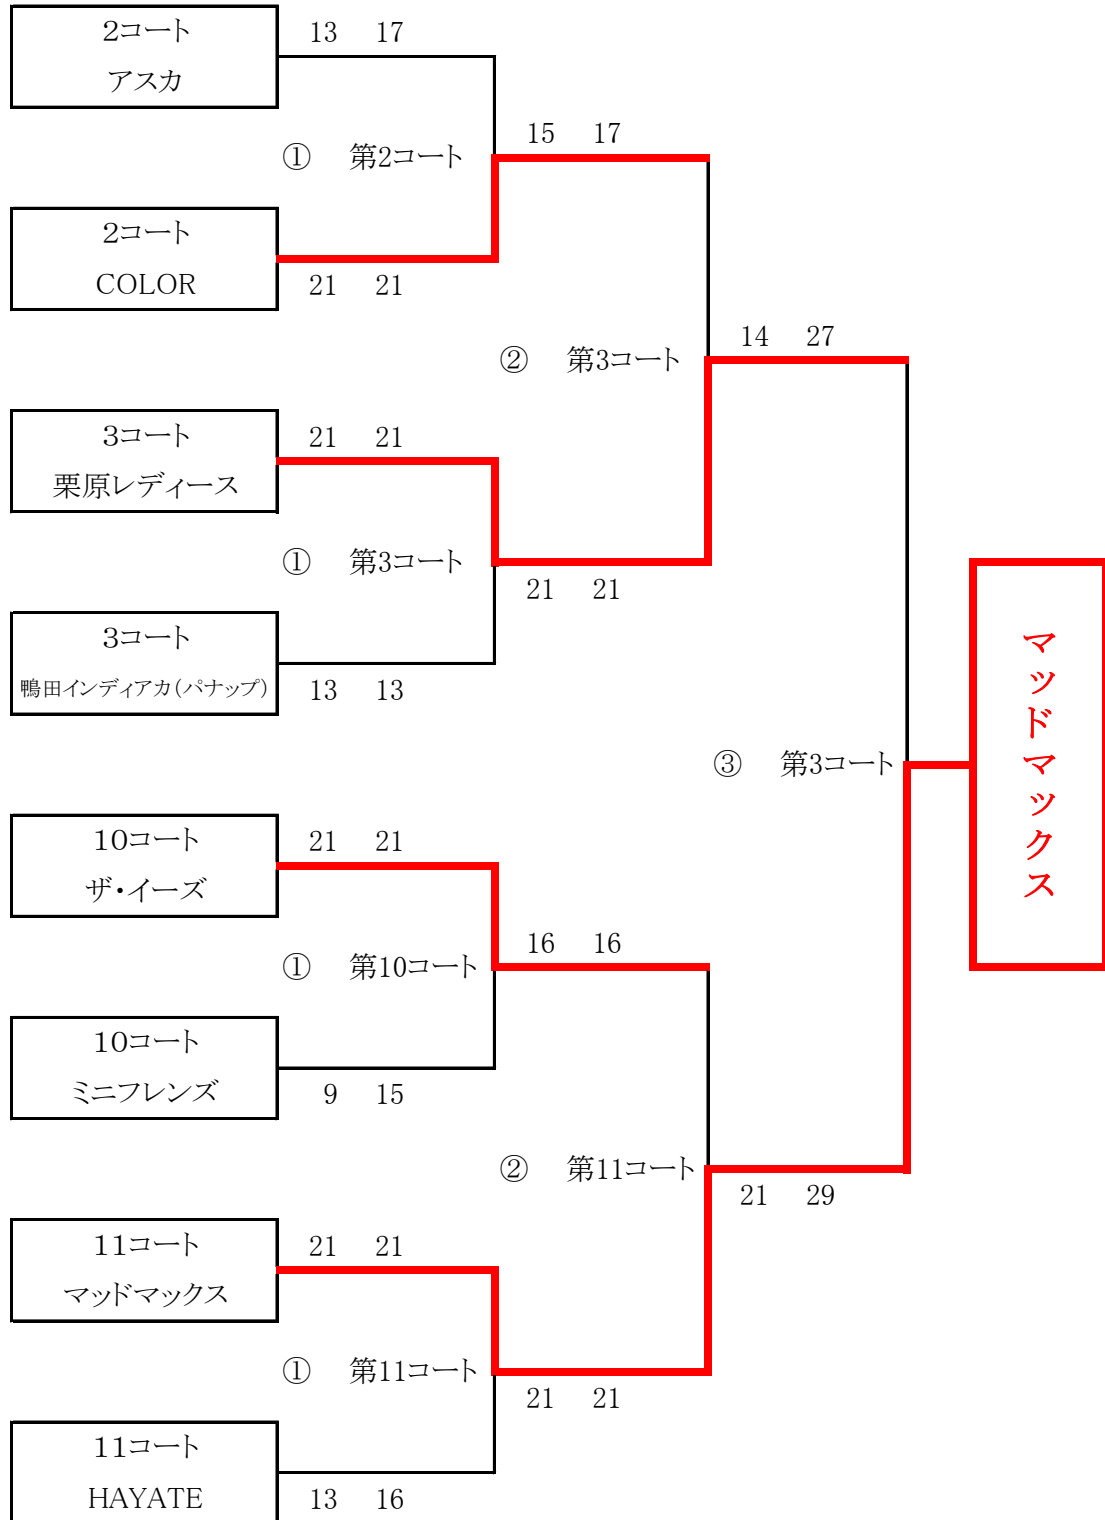 2コート
アスカ
13 17
① 第2コート
15 17
2コート
COLOR
21 21
② 第3コート
14 27
3コート
栗原レディース
21 21
① 第3コート
21 21
3コート
鴨田インディアカ(パナップ)
13 13
③ 第3コート
マッドマックス
10コート
ザ・イーズ
21 21
① 第10コート
16 16
10コート
ミニフレンズ
9 15
② 第11コート
21 29
11コート
マッドマックス
21 21
① 第11コート
21 21
11コート
HAYATE
13 16